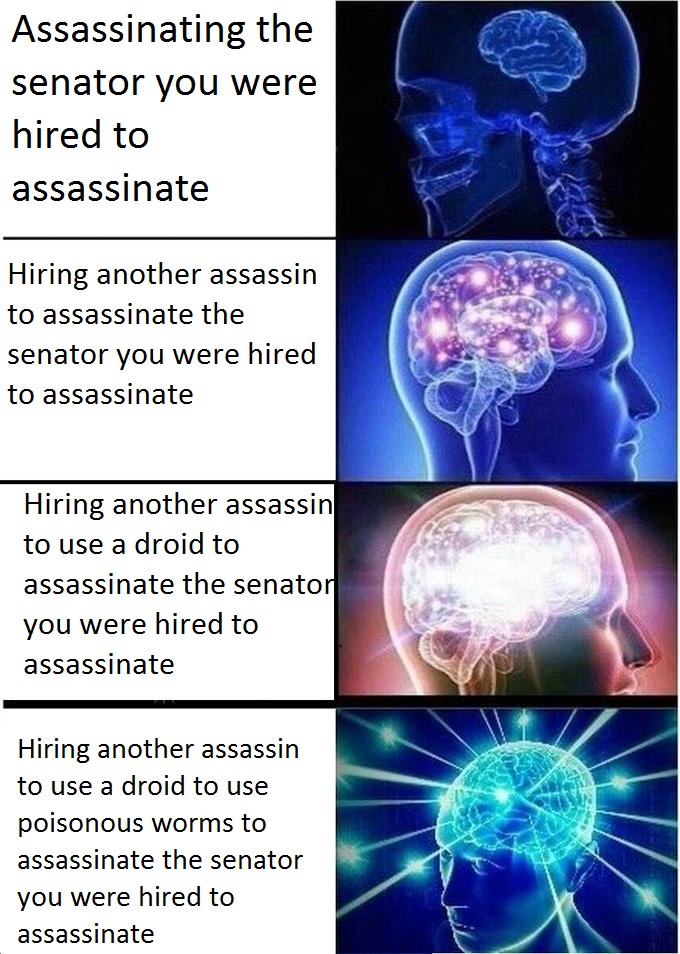 Assassinating the
senator you were
hired to
assassinate
Hiring another assassin
to assassinate the
senator you were hired
to assassinate
Hiring another assassin
to use a droid to
assassinate the senator
you were hired to
assassinate
Hiring another assassin
to use a droid to use
poisonous worms to
assassinate the senator
you were hired to
assassinate